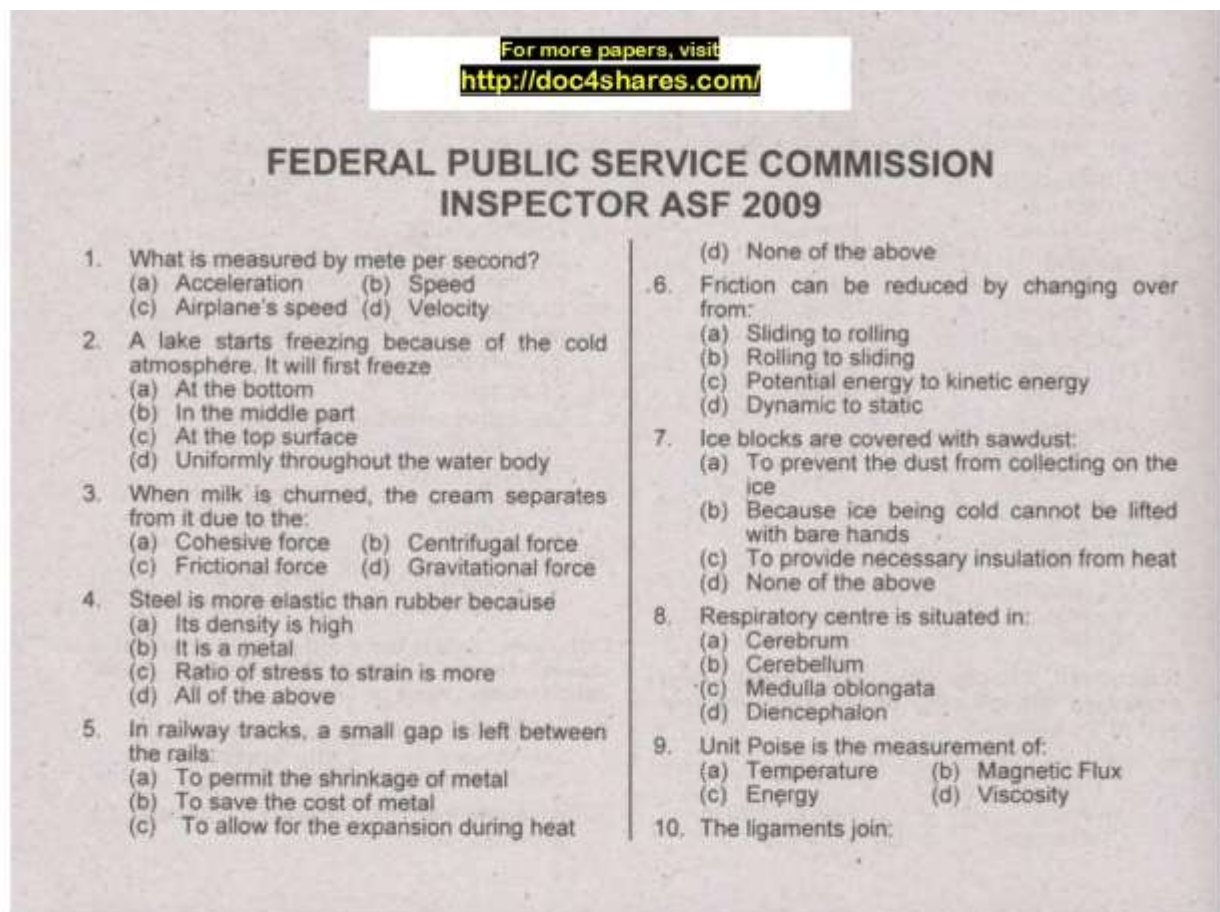 For more papers, visit
http://doc4shares.com/
FEDERAL PUBLIC SERVICE COMMISSION
INSPECTOR ASF 2009
1. What is measured by mete per second?
(a) Acceleration (b) Speed
(c) Airplane's speed (d) Velocity
2. A lake starts freezing because of the cold
atmosphere. It will first freeze
(a) At the bottom
(b) In the middle part
(c) At the top surface
(d) Uniformly throughout the water body
3. When milk is churned, the cream separates
from it due to the:
(a) Cohesive force (b) Centrifugal force
(c) Frictional force (d) Gravitational force
4. Steel is more elastic than rubber because
(a) Its density is high
(b) It is a metal
(c) Ratio of stress to strain is more
(d) All of the above
5. In railway tracks, a small gap is left between
the rails:
(a) To permit the shrinkage of metal
(b) To save the cost of metal
(c) To allow for the expansion during heat
(d) None of the above
6. Friction can be reduced by changing over
from:
(a) Sliding to rolling
(b) Rolling to sliding
(c) Potential energy to kinetic energy
(d) Dynamic to static
7. Ice blocks are covered with sawdust:
(a) To prevent the dust from collecting on the
ice
(b) Because ice being cold cannot be lifted
with bare hands
(c) To provide necessary insulation from heat
(d) None of the above
8. Respiratory centre is situated in:
(a) Cerebrum
(b) Cerebellum
(c) Medulla oblongata
(d) Diencephalon
9. Unit Poise is the measurement of:
(a) Temperature (b) Magnetic Flux
(c) Energy (d) Viscosity
10. The ligaments join: